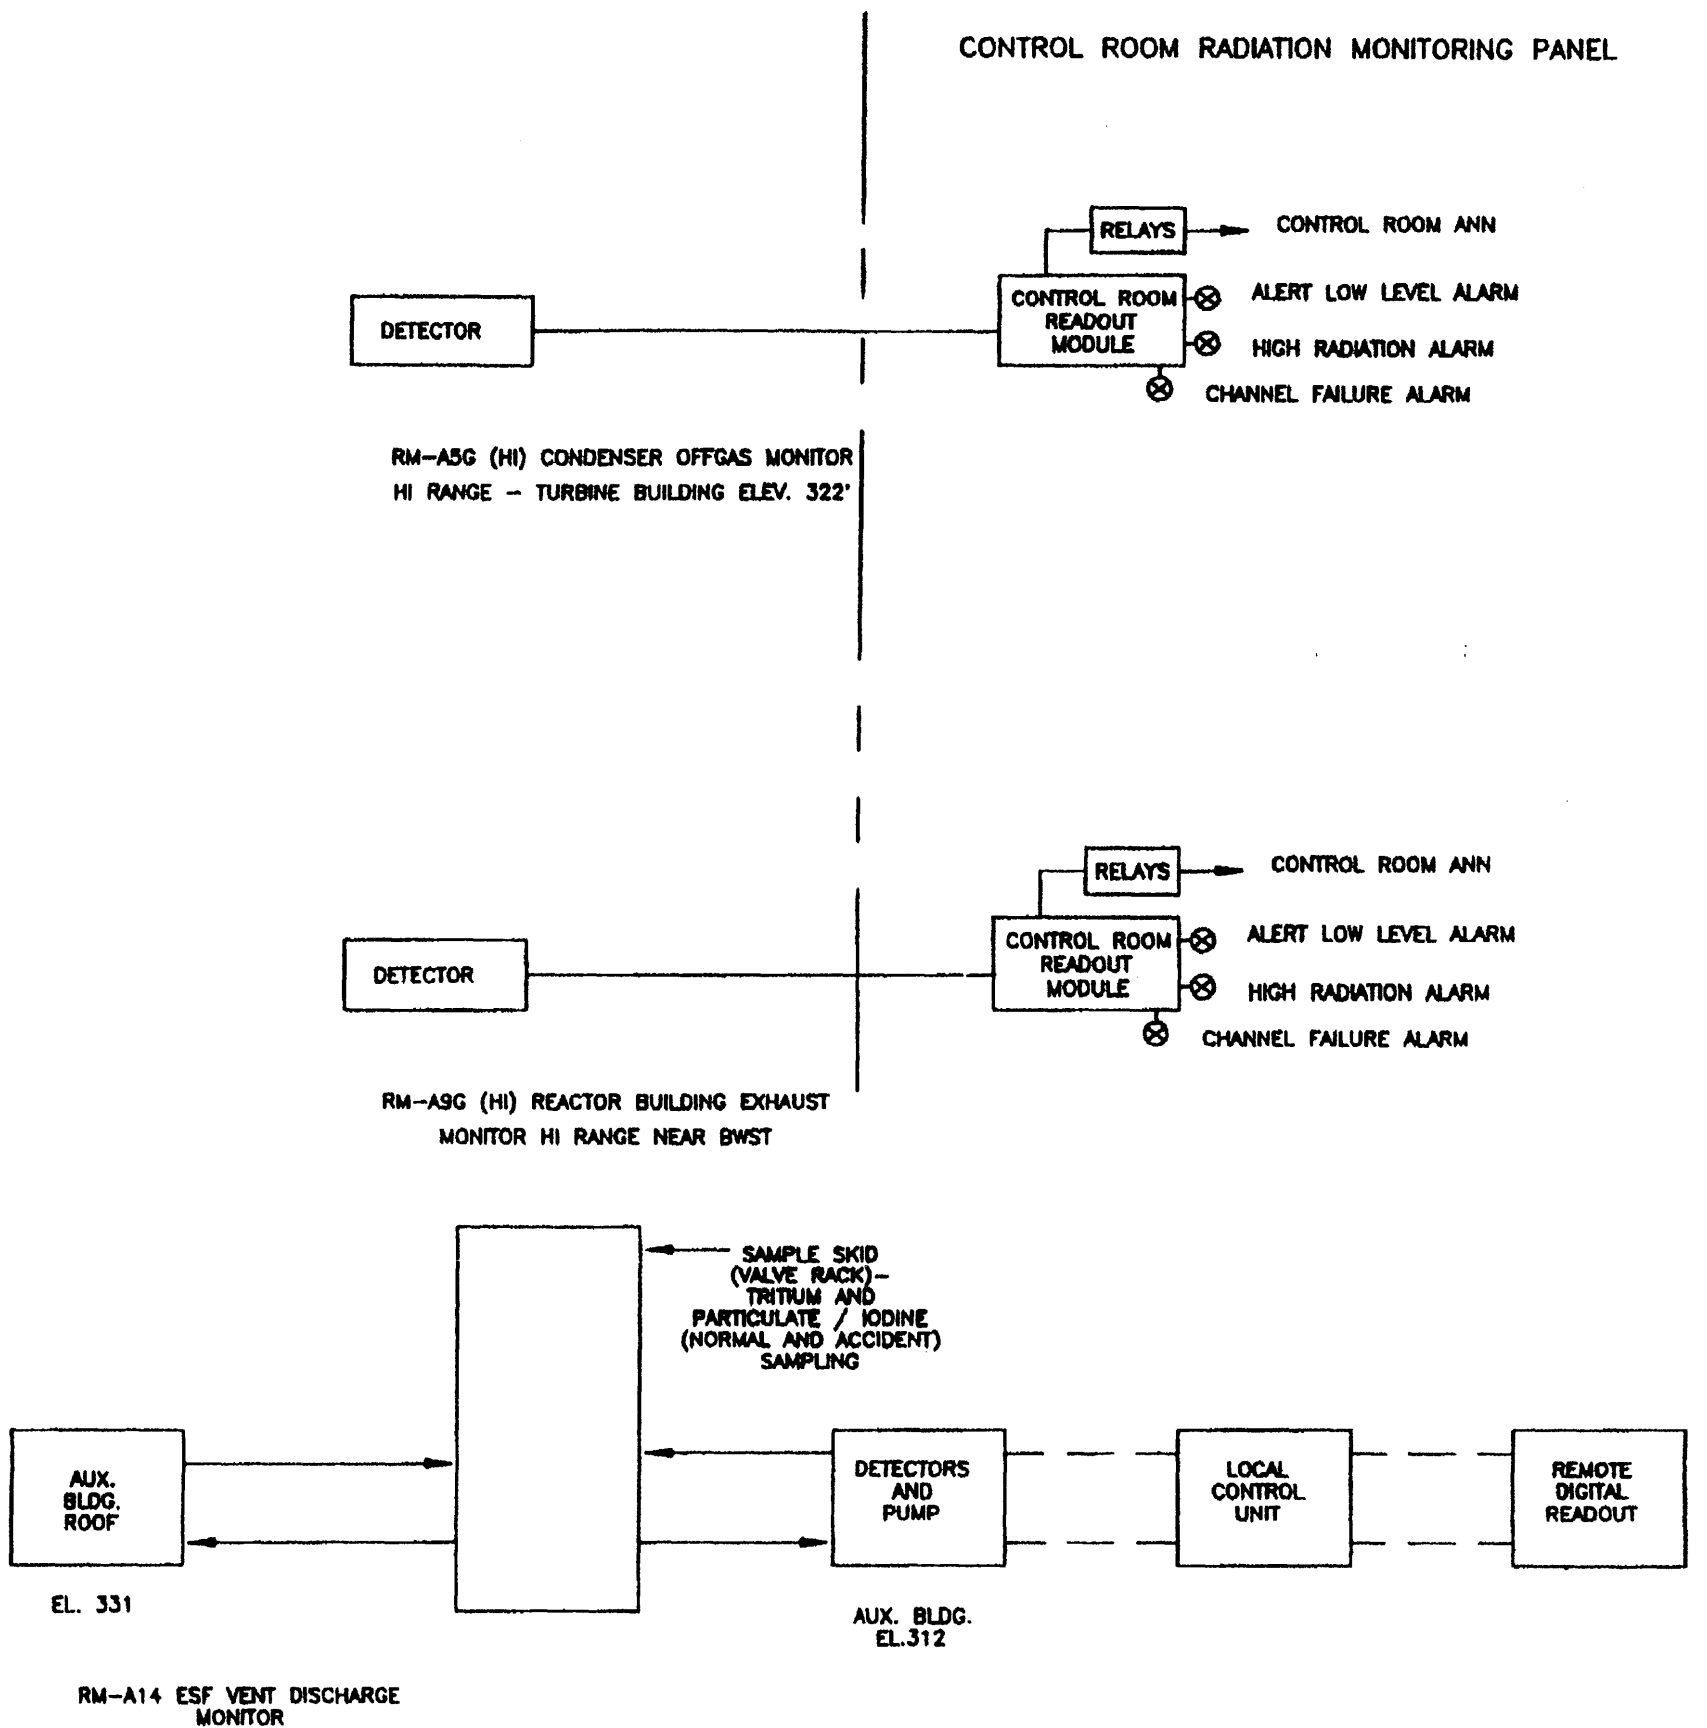 CONTROL ROOM RADIATION MONITORING PANEL
RELAYS
CONTROL ROOM ANN
DETECTOR
CONTROL ROOM
READOUT
MODULE
ALERT LOW LEVEL ALARM
HIGH RADIATION ALARM
CHANNEL FAILURE ALARM
RM-A5G (HI) CONDENSER OFFGAS MONITOR
HI RANGE - TURBINE BUILDING ELEV. 322'
RELAYS
CONTROL ROOM ANN
DETECTOR
CONTROL ROOM
READOUT
MODULE
ALERT LOW LEVEL ALARM
HIGH RADIATION ALARM
CHANNEL FAILURE ALARM
RM-A9G (HI) REACTOR BUILDING EXHAUST
MONITOR HI RANGE NEAR BWST
SAMPLE SKID
(VALVE RACK)-
TRITIUM AND
PARTICULATE / IODINE
(NORMAL AND ACCIDENT)
SAMPLING
AUX.
BLDG.
ROOF
EL. 331
DETECTORS
AND
PUMP
AUX. BLDG.
EL.312
LOCAL
CONTROL
UNIT
REMOTE
DIGITAL
READOUT
RM-A14 ESF VENT DISCHARGE
MONITOR